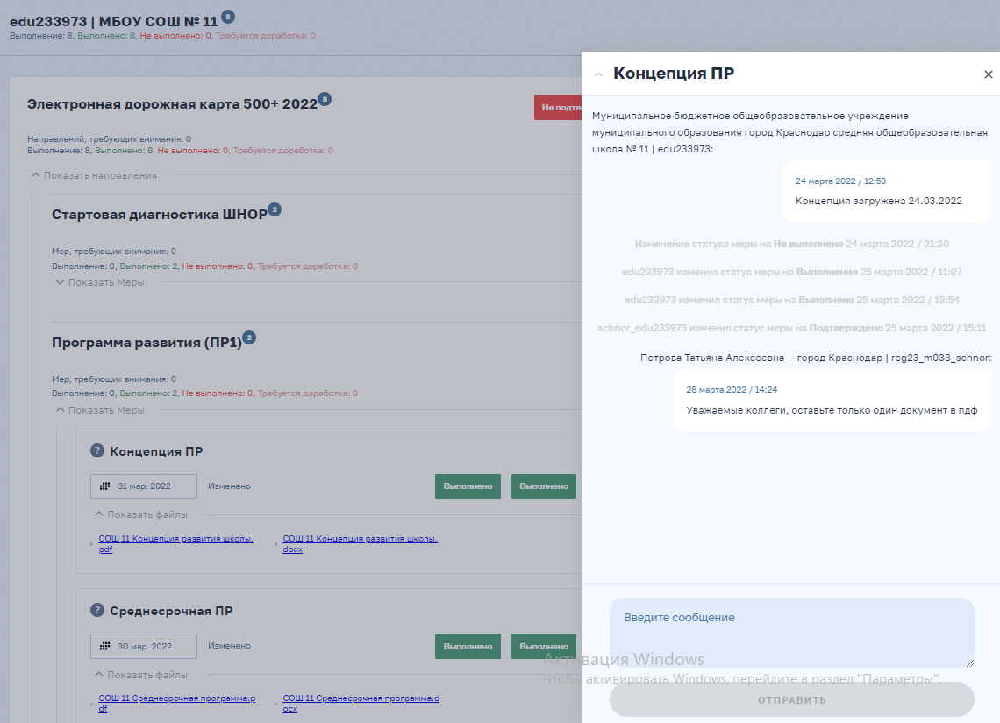 edu233973 | МБОУ СОШ № 11 8
Выполнение: 8, Выполнено: 8, Не выполнено: 0, Требуется доработка: 0
Электронная дорожная карта 500+ 2022 8
Не подтв
Направлений, требующих внимания: 0
Выполнение: 8, Выполнено: 8, Не выполнено: 0, Требуется доработка: 0
Показать направления
Стартовая диагностика ШНОР 2
Мер, требующих внимания: 0
Выполнение: 0, Выполнено: 2, Не выполнено: 0, Требуется доработка: 0
Показать Меры
Программа развития (ПР1) 2
Мер, требующих внимания: 0
Выполнение: 0, Выполнено: 2, Не выполнено: 0, Требуется доработка: 0
Показать Меры
? Концепция ПР
31 мар. 2022 Изменено Выполнено Выполнено
Показать файлы
СОШ 11 Концепция развития школы.
pdf
СОШ 11 Концепция развития школы.
docx
? Среднесрочная ПР
30 мар. 2022 Изменено Выполнено Выполнено
Показать файлы
СОШ 11 Среднесрочная программа.p
df
СОШ 11 Среднесрочная программа.d
ocx
Концепция ПР
Муниципальное бюджетное общеобразовательное учреждение
муниципального образования город Краснодар средняя общеобразовательная
школа № 11 | edu233973:
24 марта 2022 / 12:53
Концепция загружена 24.03.2022
Изменение статуса меры на Не выполнено 24 марта 2022 / 21:30
edu233973 изменил статус меры на Выполнение 25 марта 2022 / 11:07
edu233973 изменил статус меры на Выполнено 25 марта 2022 / 13:54
schnor_edu233973 изменил статус меры на Подтверждено 25 марта 2022 / 15:11
Петрова Татьяна Алексеевна — город Краснодар | reg23_m038_schnor:
28 марта 2022 / 14:24
Уважаемые коллеги, оставьте только один документ в пдф
Введите сообщение
Активация Windows
Чтобы активировать Windows, перейдите в раздел "Параметры".
ОТПРАВИТЬ